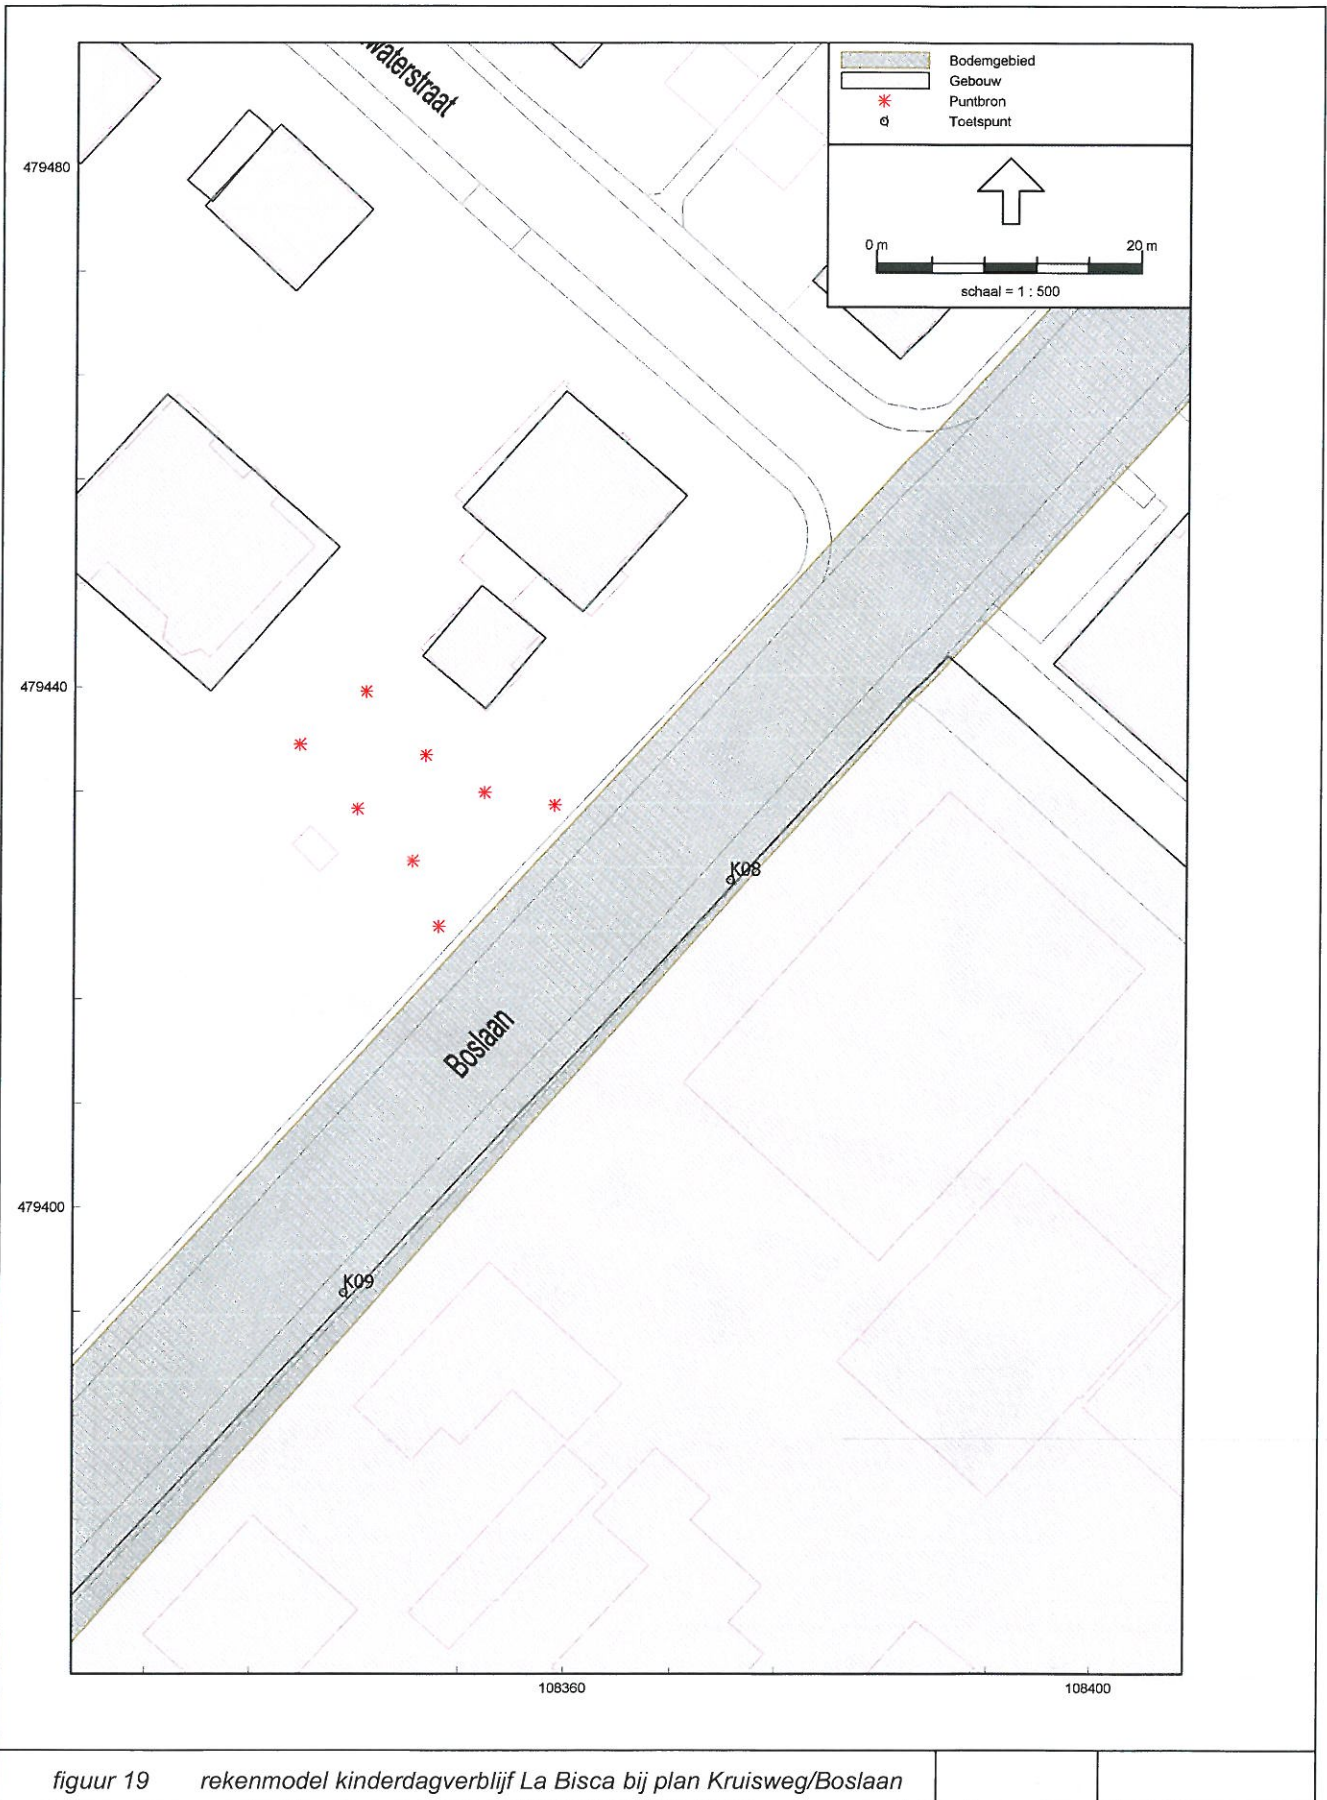 waterstraat
Bodemgebied
Gebouw
Puntbron
Toetspunt
0 m 20 m
schaal = 1 : 500
479480
479440
479400
K08
Boslaan
K09
108360 108400
figuur 19 rekenmodel kinderdagverblijf La Bisca bij plan Kruisweg/Boslaan